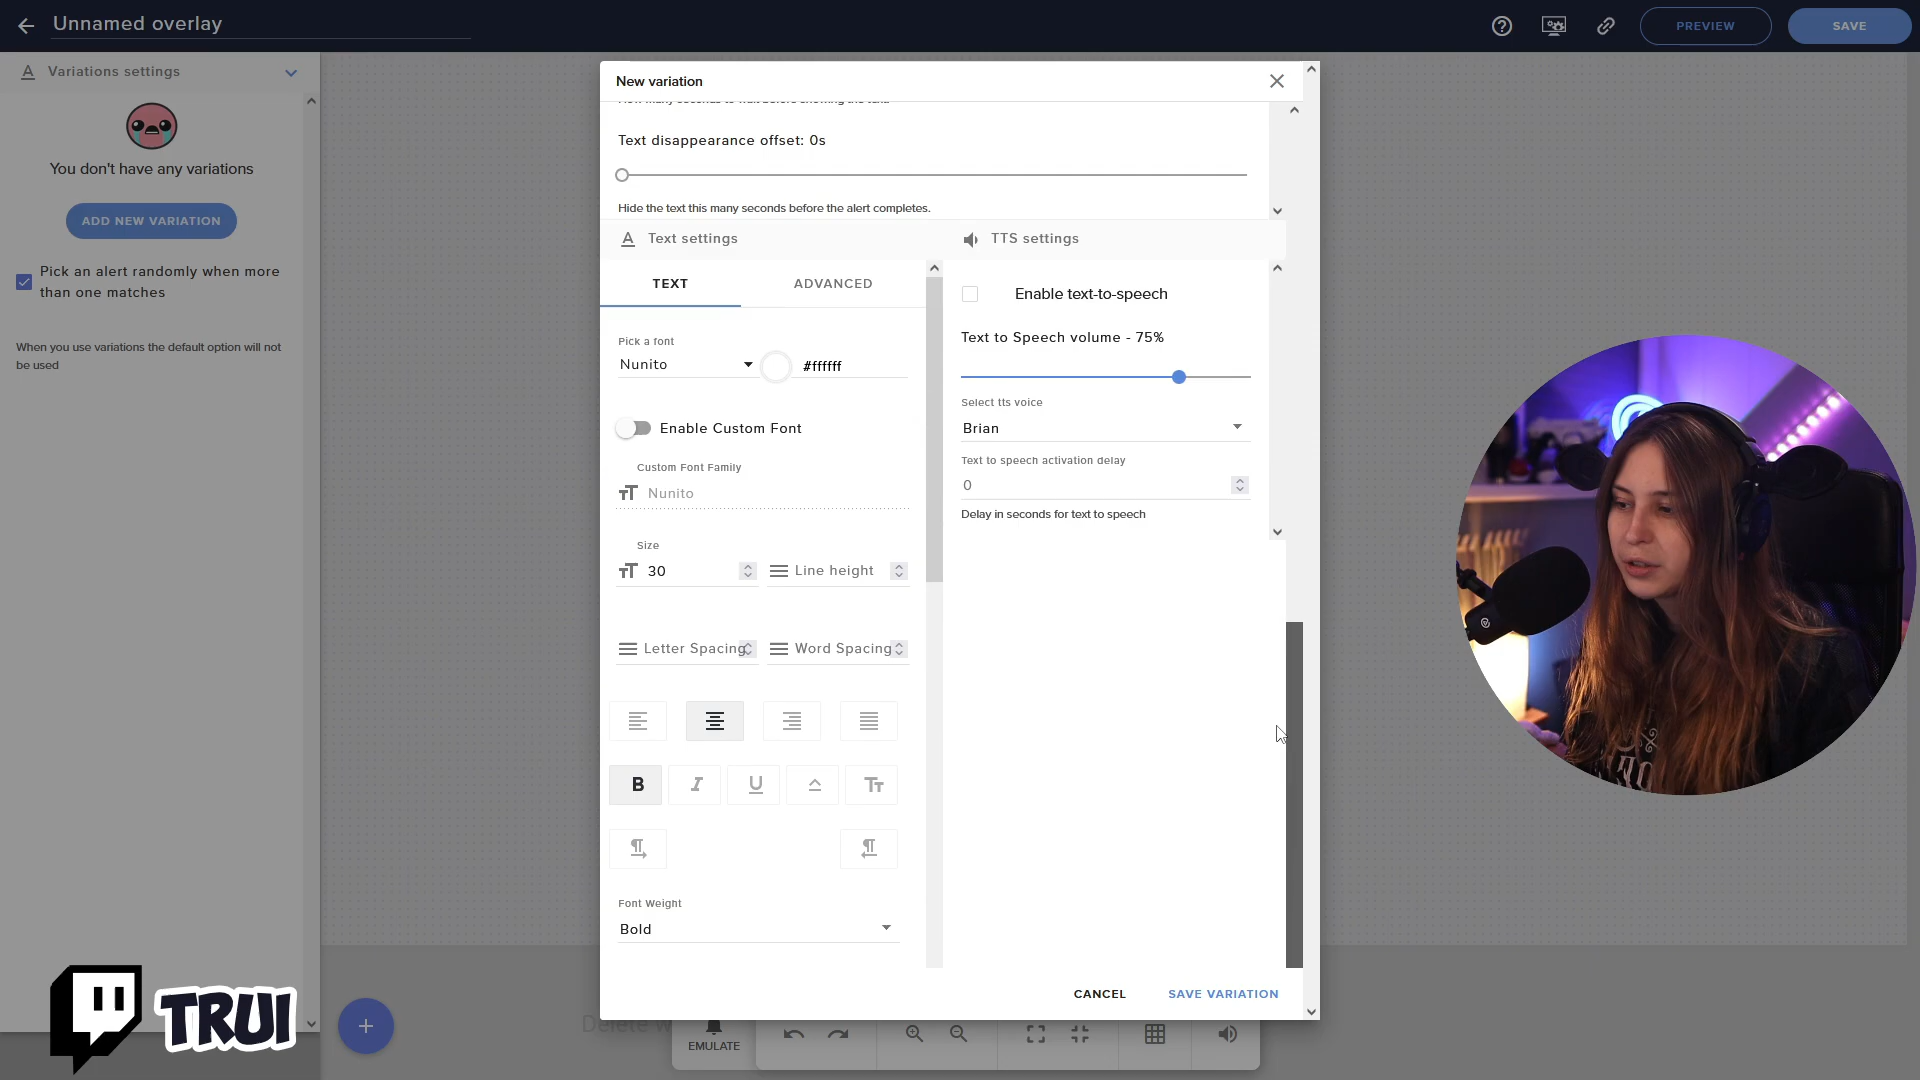 Unnamed overlay
PREVIEW
SAVE
Variations settings
You don't have any variations
ADD NEW VARIATION
Pick an alert randomly when more
than one matches
When you use variations the default option will not
be used
New variation
Text disappearance offset: 0s
Hide the text this many seconds before the alert completes.
Text settings
TTS settings
TEXT
ADVANCED
Pick a font
Nunito
#ffffff
Enable Custom Font
Custom Font Family
Nunito
Size
30
Line height
Letter Spacing
Word Spacing
B
I
U
Tт
Font Weight
Bold
Enable text-to-speech
Text to Speech volume - 75%
Select tts voice
Brian
Text to speech activation delay
0
Delay in seconds for text to speech
CANCEL
SAVE VARIATION
EMULATE
TRUI